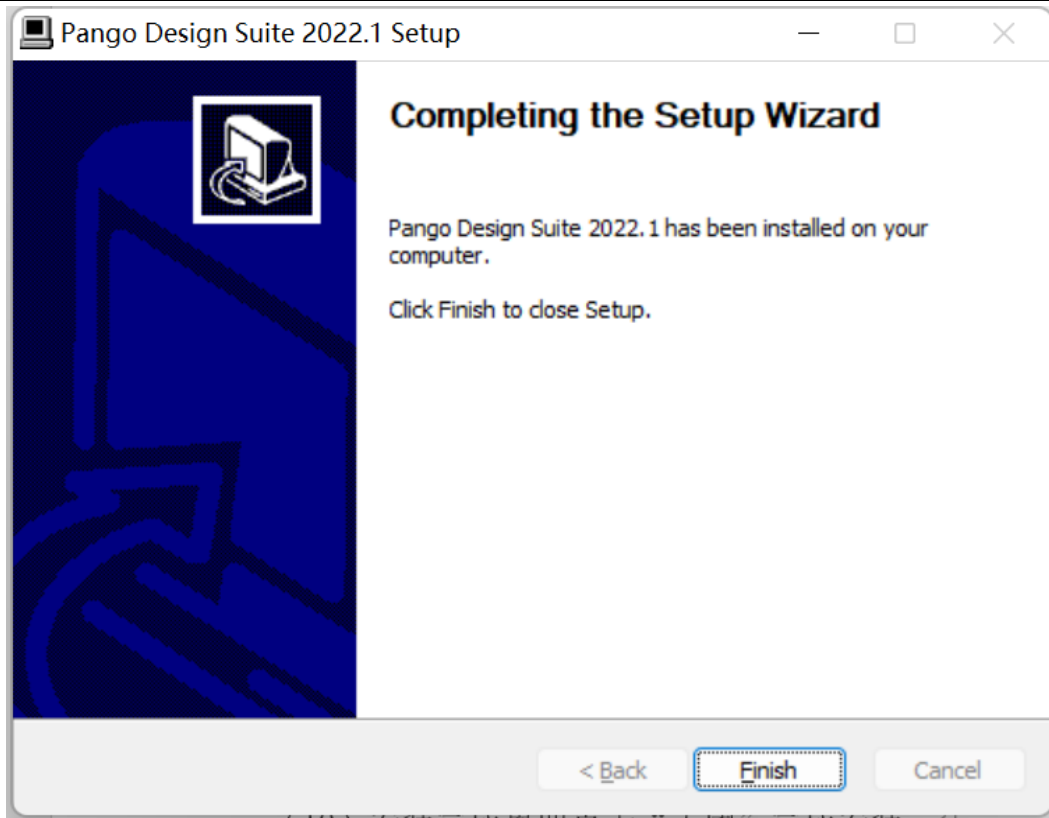 Pango Design Suite 2022.1 Setup
Completing the Setup Wizard
Pango Design Suite 2022.1 has been installed on your
computer.
Click Finish to close Setup.
< Back
Finish
Cancel